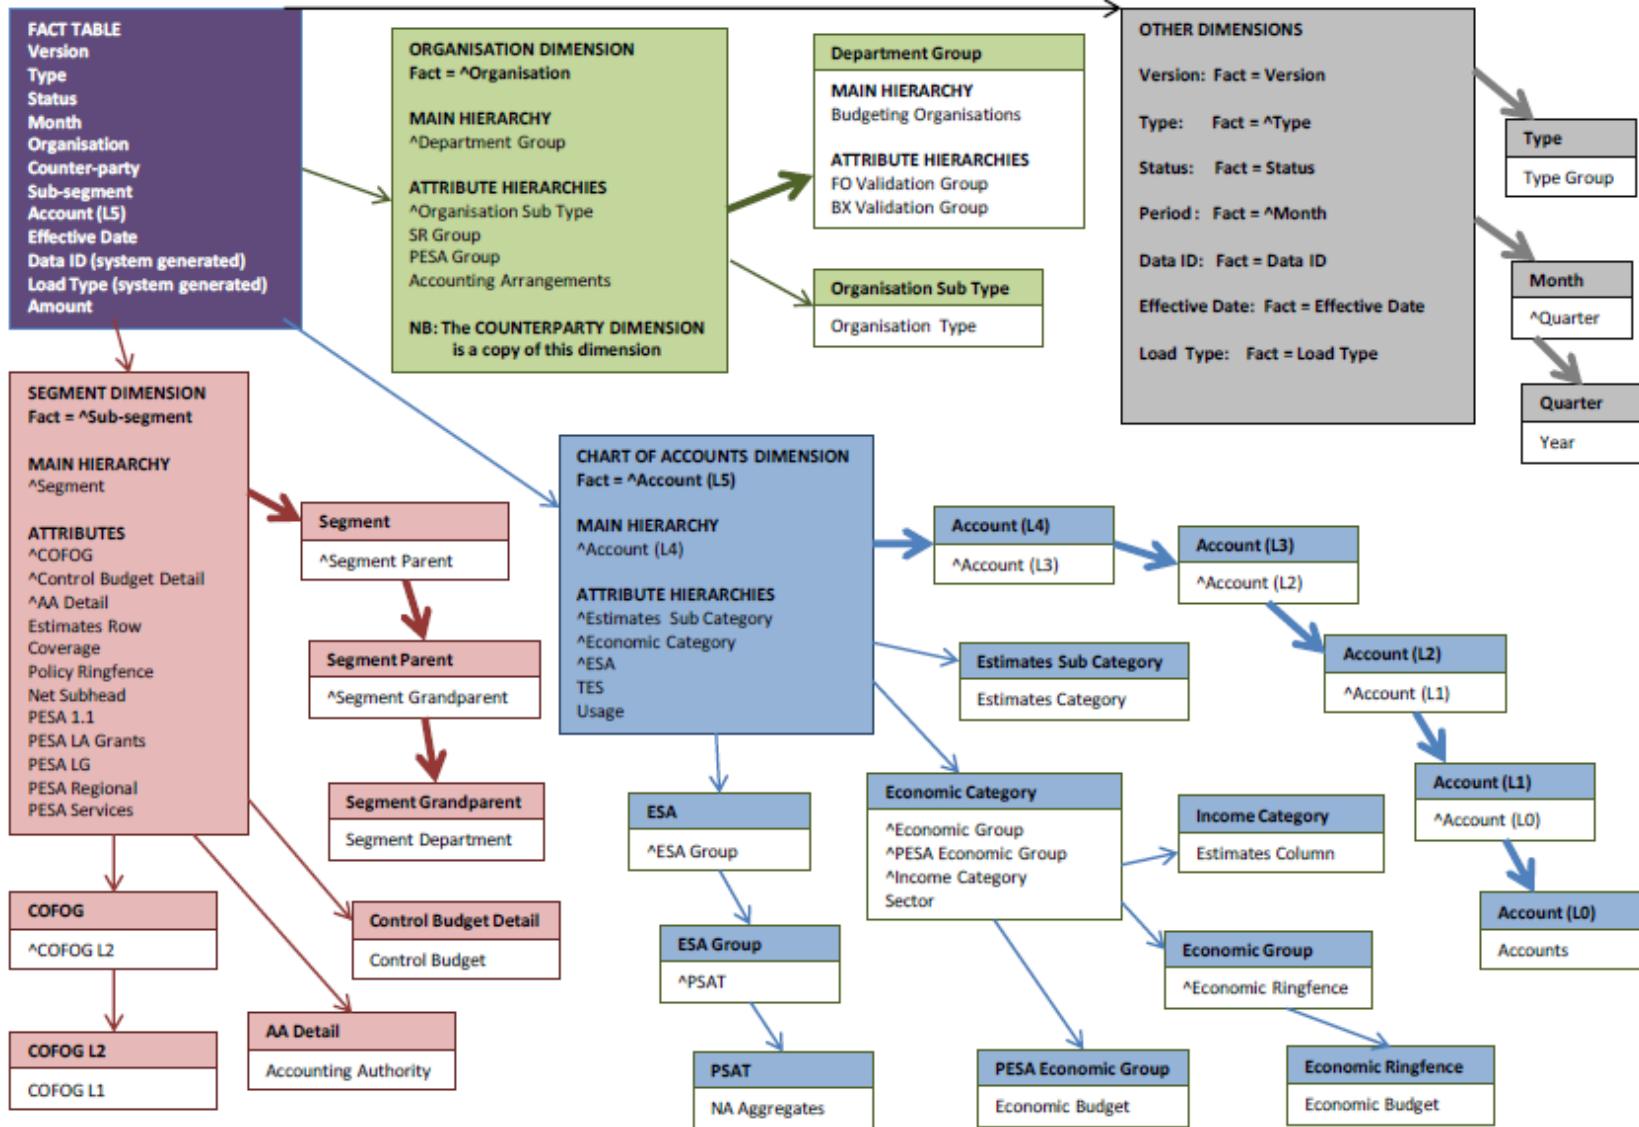 FACT TABLE
Version
Type
Status
Month
Organisation
Counter-party
Sub-segment
Account (L5)
Effective Date
Data ID (system generated)
Load Type (system generated)
Amount
ORGANISATION DIMENSION
Fact = ^Organisation
MAIN HIERARCHY
^Department Group
ATTRIBUTE HIERARCHIES
^Organisation Sub Type
SR Group
PESA Group
Accounting Arrangements
NB: The COUNTERPARTY DIMENSION
is a copy of this dimension
Department Group
MAIN HIERARCHY
Budgeting Organisations
ATTRIBUTE HIERARCHIES
FO Validation Group
BX Validation Group
Organisation Sub Type
Organisation Type
OTHER DIMENSIONS
Version: Fact = Version
Type: Fact = ^Type
Status: Fact = Status
Period : Fact = ^Month
Data ID: Fact = Data ID
Effective Date: Fact = Effective Date
Load Type: Fact = Load Type
Type
Type Group
Month
^Quarter
Quarter
Year
SEGMENT DIMENSION
Fact = ^Sub-segment
MAIN HIERARCHY
^Segment
ATTRIBUTES
^COFOG
^Control Budget Detail
^AA Detail
Estimates Row
Coverage
Policy Ringfence
Net Subhead
PESA 1.1
PESA LA Grants
PESA LG
PESA Regional
PESA Services
Segment
^Segment Parent
Segment Parent
^Segment Grandparent
Segment Grandparent
Segment Department
COFOG
^COFOG L2
COFOG L2
COFOG L1
Control Budget Detail
Control Budget
AA Detail
Accounting Authority
CHART OF ACCOUNTS DIMENSION
Fact = ^Account (L5)
MAIN HIERARCHY
^Account (L4)
ATTRIBUTE HIERARCHIES
^Estimates Sub Category
^Economic Category
^ESA
TES
Usage
Account (L4)
^Account (L3)
Account (L3)
^Account (L2)
Account (L2)
^Account (L1)
Account (L1)
^Account (L0)
Account (L0)
Accounts
Estimates Sub Category
Estimates Category
Economic Category
^Economic Group
^PESA Economic Group
^Income Category
Sector
Income Category
Estimates Column
Economic Group
^Economic Ringfence
Economic Ringfence
Economic Budget
PESA Economic Group
Economic Budget
ESA
^ESA Group
ESA Group
^PSAT
PSAT
NA Aggregates